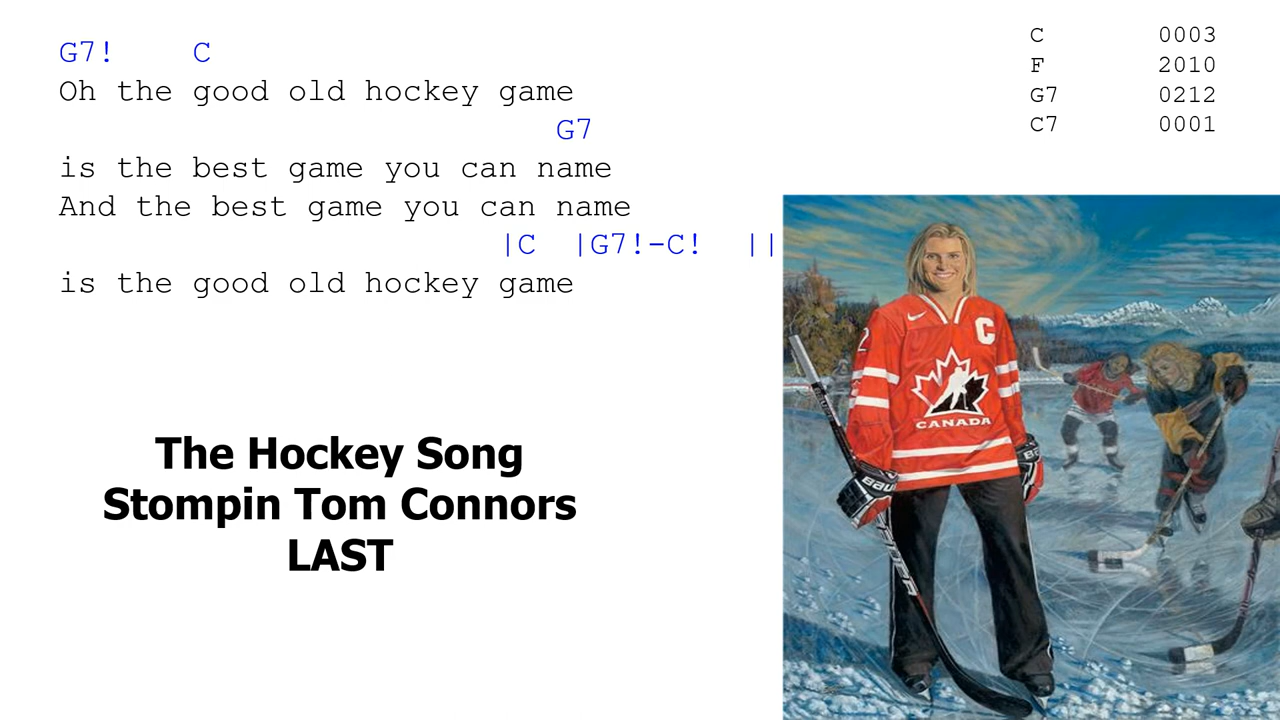 G7!    C
Oh the good old hockey game
                          G7
is the best game you can name
And the best game you can name
                       |C  |G7!-C!  ||
is the good old hockey game
The Hockey Song
Stompin Tom Connors
LAST
C      0003
F      2010
G7     0212
C7     0001
C
2
CANADA
BAUER